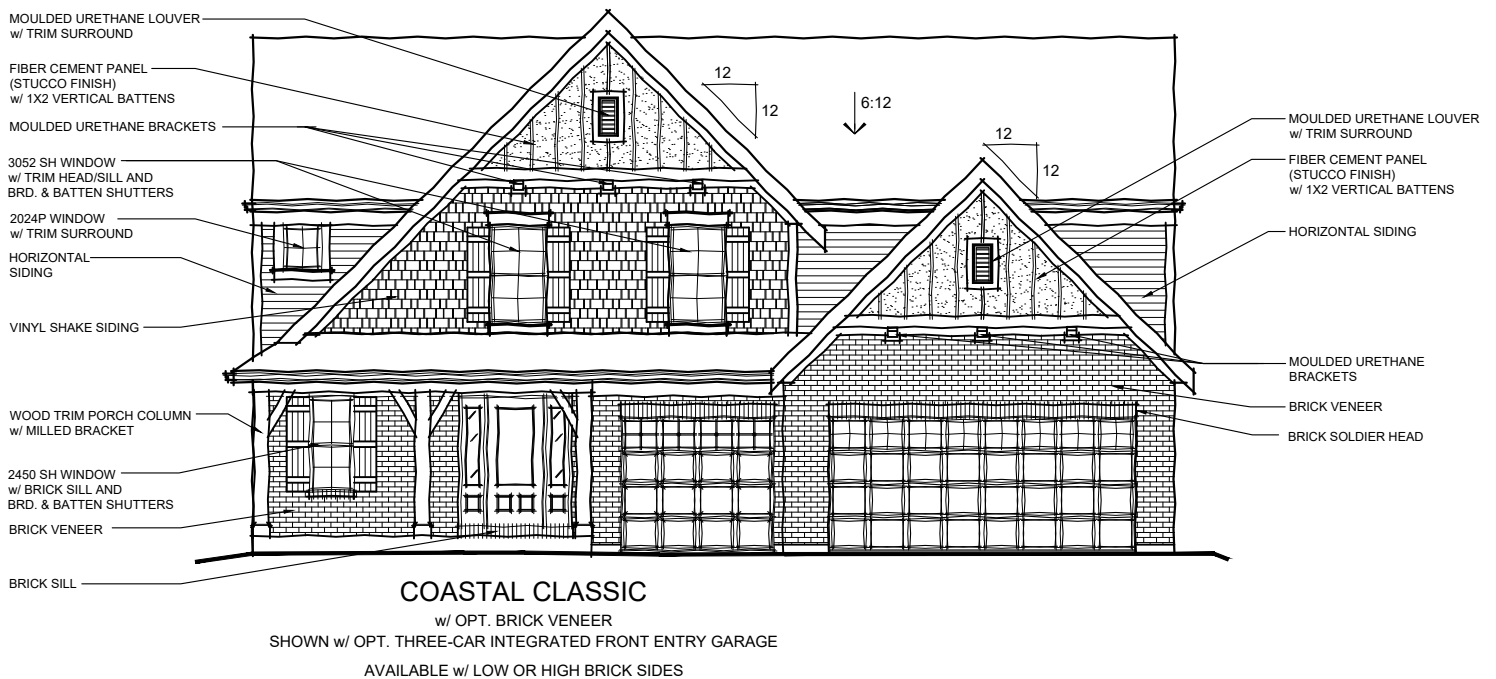 MOULDED URETHANE LOUVER
w/ TRIM SURROUND
FIBER CEMENT PANEL
(STUCCO FINISH)
w/ 1X2 VERTICAL BATTENS
MOULDED URETHANE BRACKETS
3052 SH WINDOW
w/ TRIM HEAD/SILL AND
BRD. & BATTEN SHUTTERS
2024P WINDOW
w/ TRIM SURROUND
HORIZONTAL
SIDING
VINYL SHAKE SIDING
WOOD TRIM PORCH COLUMN
w/ MILLED BRACKET
2450 SH WINDOW
w/ BRICK SILL AND
BRD. & BATTEN SHUTTERS
BRICK VENEER
BRICK SILL
12
12
6:12
12
12
MOULDED URETHANE LOUVER
w/ TRIM SURROUND
FIBER CEMENT PANEL
(STUCCO FINISH)
w/ 1X2 VERTICAL BATTENS
HORIZONTAL SIDING
MOULDED URETHANE
BRACKETS
BRICK VENEER
BRICK SOLDIER HEAD
COASTAL CLASSIC
w/ OPT. BRICK VENEER
SHOWN w/ OPT. THREE-CAR INTEGRATED FRONT ENTRY GARAGE
AVAILABLE w/ LOW OR HIGH BRICK SIDES